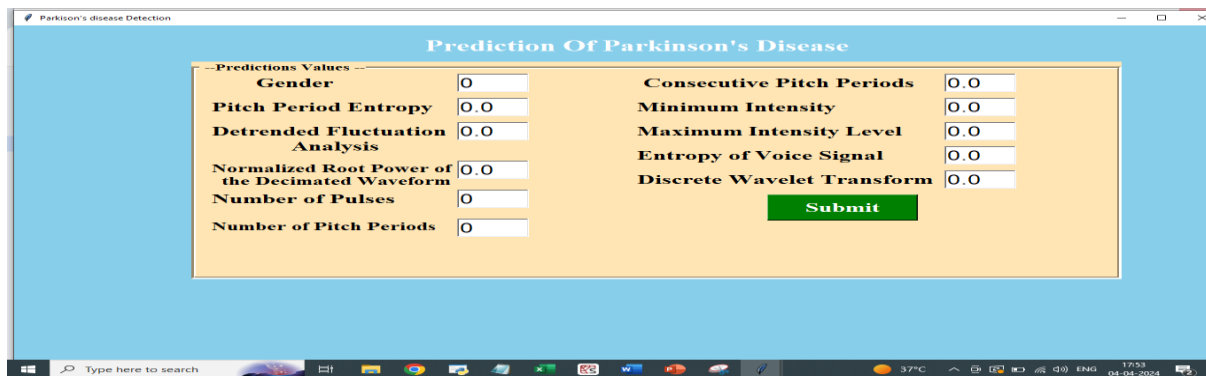 Parkison's disease Detection
Prediction Of Parkinson's Disease
--Predictions Values --
Gender
0
Pitch Period Entropy
0.0
Detrended Fluctuation
Analysis
0.0
Normalized Root Power of
the Decimated Waveform
0.0
Number of Pulses
0
Number of Pitch Periods
0
Consecutive Pitch Periods
0.0
Minimum Intensity
0.0
Maximum Intensity Level
0.0
Entropy of Voice Signal
0.0
Discrete Wavelet Transform
0.0
Submit
Type here to search
37°C
ENG
17:53
04-04-2024